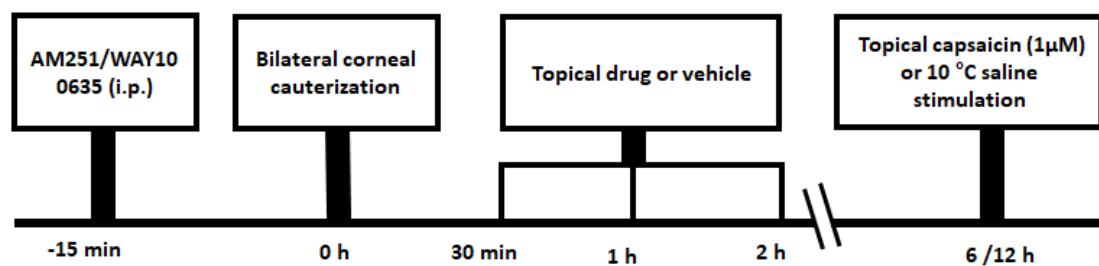 AM251/WAY10
0635 (i.p.)
Bilateral corneal
cauterization
Topical drug or vehicle
Topical capsaicin (1µM)
or 10 °C saline
stimulation
-15 min
0 h
30 min
1 h
2 h
6 /12 h